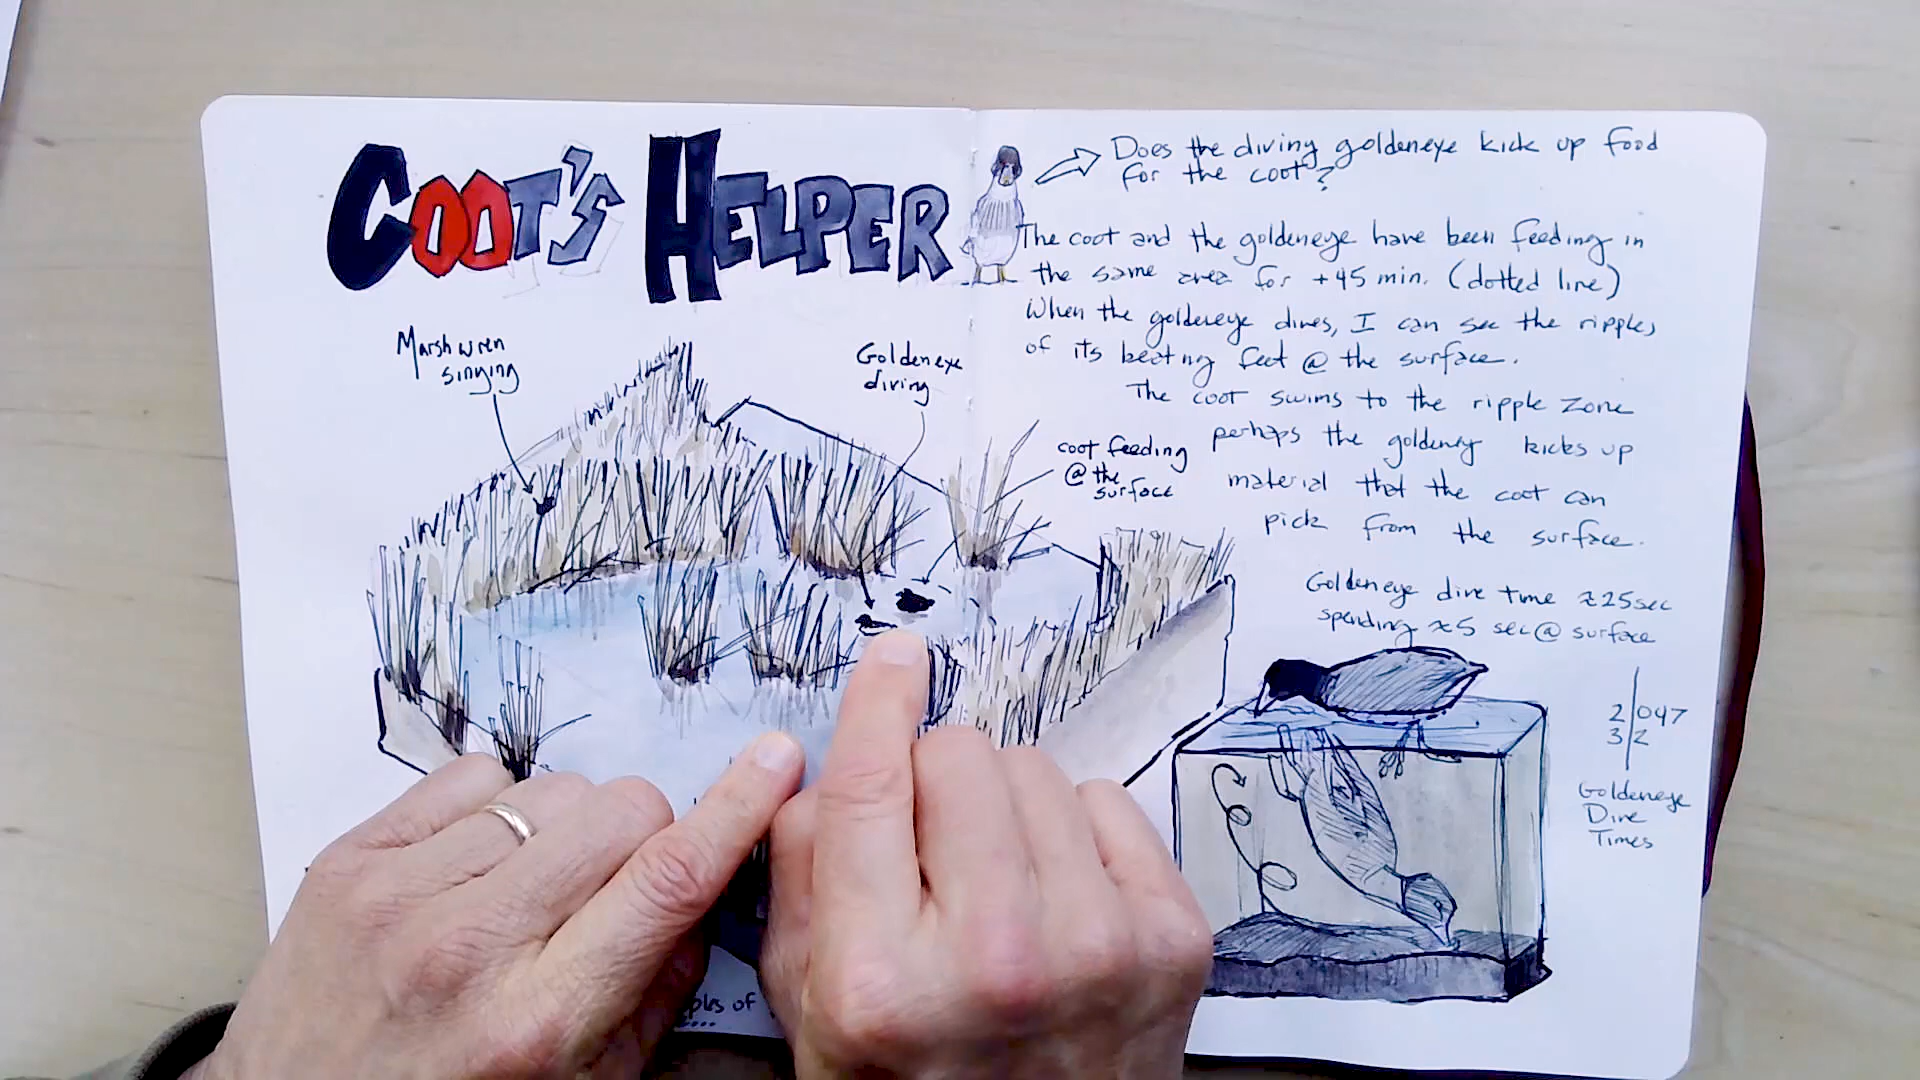 COOT'S HELPER
Does the diving goldeneye kick up food
for the coot?
The coot and the goldeneye have been feeding in
the same area for +45 min. (dotted line)
When the goldeneye dives, I can see the ripples
of its beating feet @ the surface.
The coot swims to the ripple zone
perhaps the goldeney kicks up
material that the coot can
pick from the surface.
Marsh wren
singing
Goldeneye
diving
coot feeding
@ the
surface
Goldeneye dive time ≈25sec
spending ≈5 sec @ surface
2|047
3|2
Goldeneye
Dive
Times
of